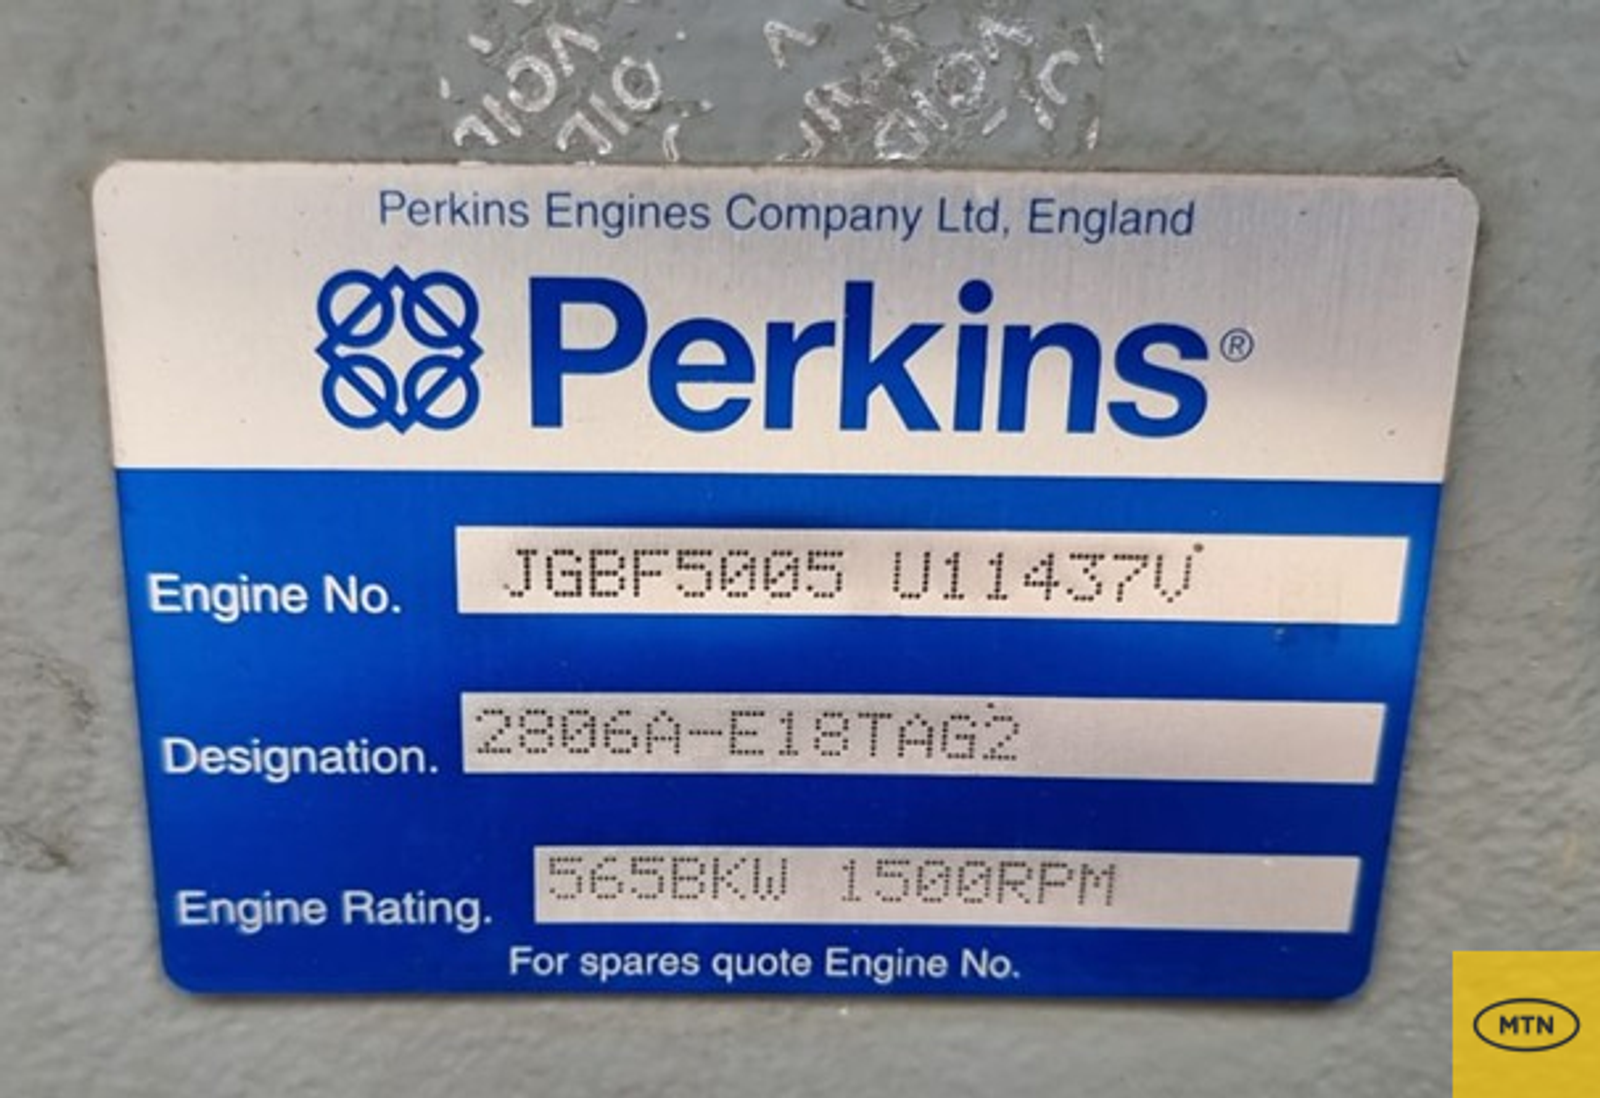 Perkins Engines Company Ltd, England
Perkins®
Engine No. JGBF5005 U11437V
Designation. 2806A-E18TAG2
Engine Rating. 565BKW 1500RPM
For spares quote Engine No.
MTN